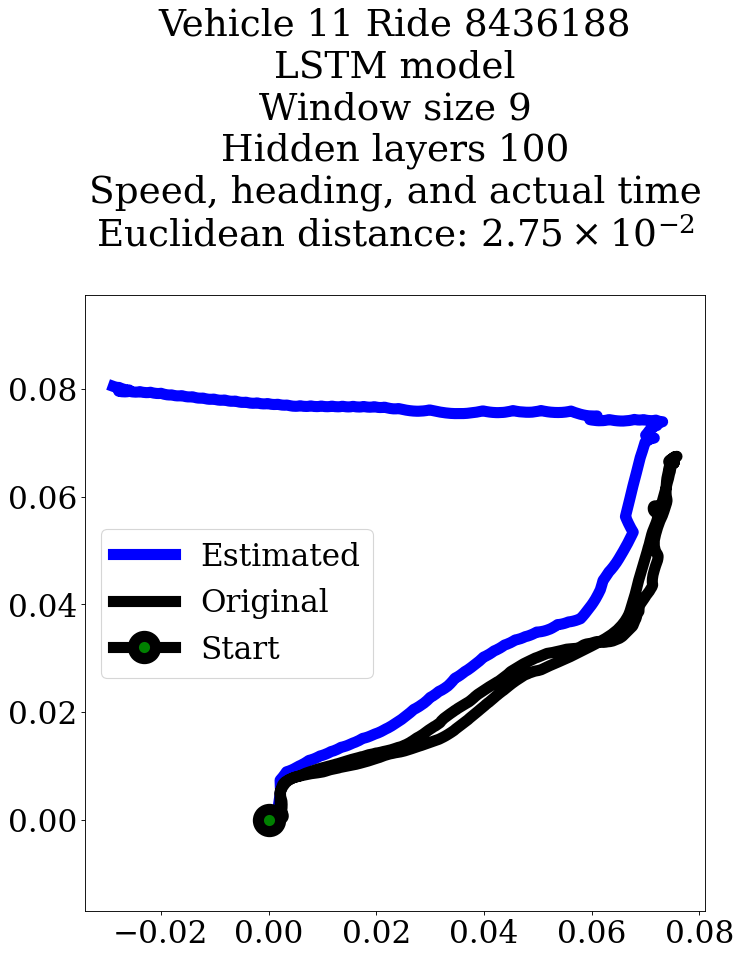 Vehicle 11 Ride 8436188
LSTM model
Window size 9
Hidden layers 100
Speed, heading, and actual time
Euclidean distance: 2.75 × 10⁻²
0.08
0.06
0.04
0.02
0.00
Estimated
Original
Start
−0.02 0.00 0.02 0.04 0.06 0.08